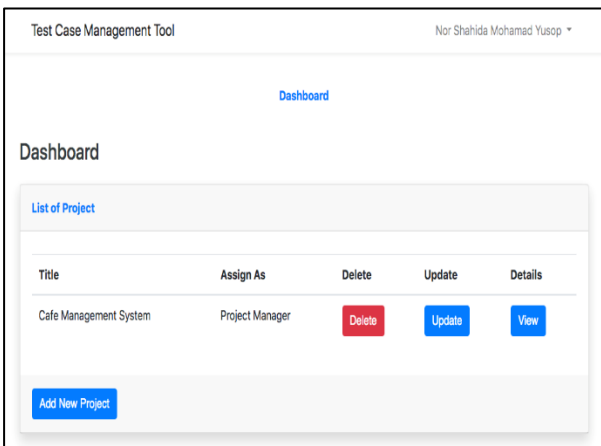 Test Case Management Tool Nor Shahida Mohamad Yusop
Dashboard
Dashboard
List of Project
Title Assign As Delete Update Details
Cafe Management System Project Manager Delete Update View
Add New Project